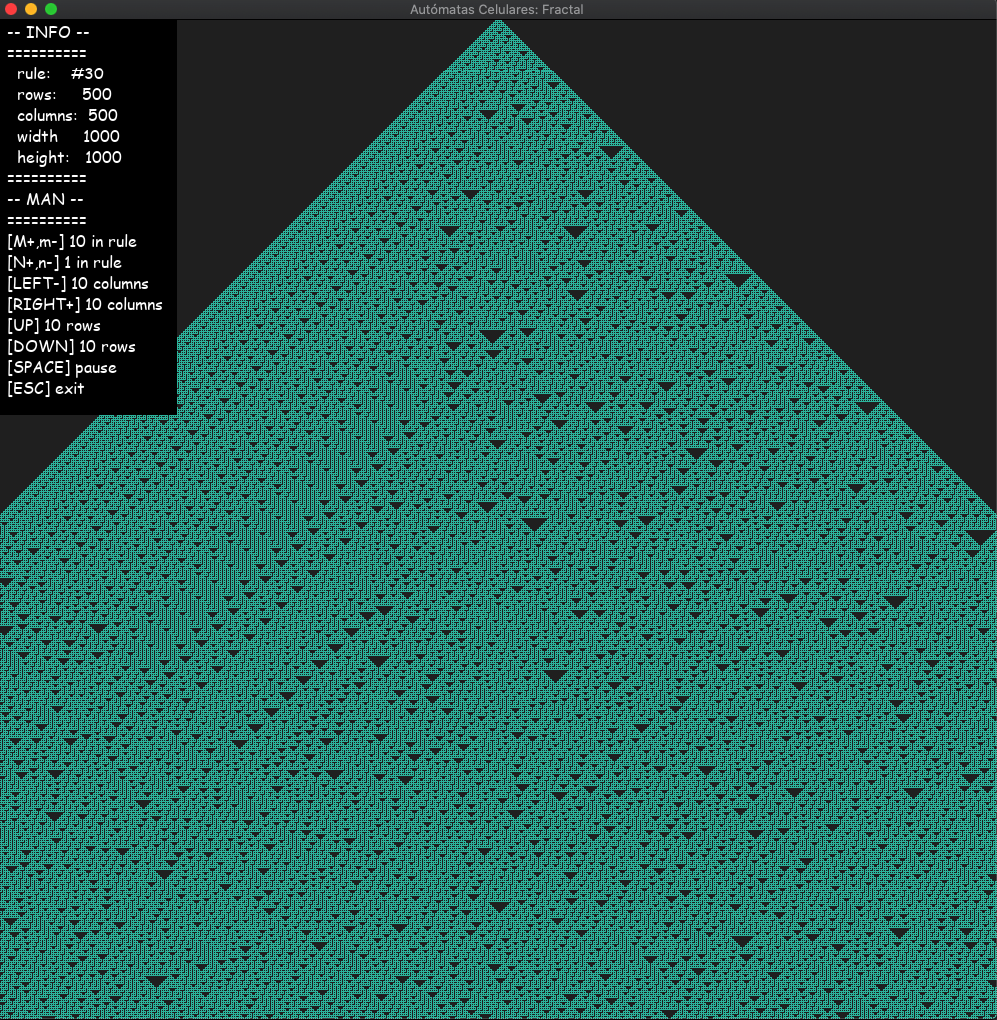 Autómatas Celulares: Fractal
-- INFO --
==========
rule: #30
rows: 500
columns: 500
width 1000
height: 1000
==========
-- MAN --
==========
[M+,m-] 10 in rule
[N+,n-] 1 in rule
[LEFT-] 10 columns
[RIGHT+] 10 columns
[UP] 10 rows
[DOWN] 10 rows
[SPACE] pause
[ESC] exit